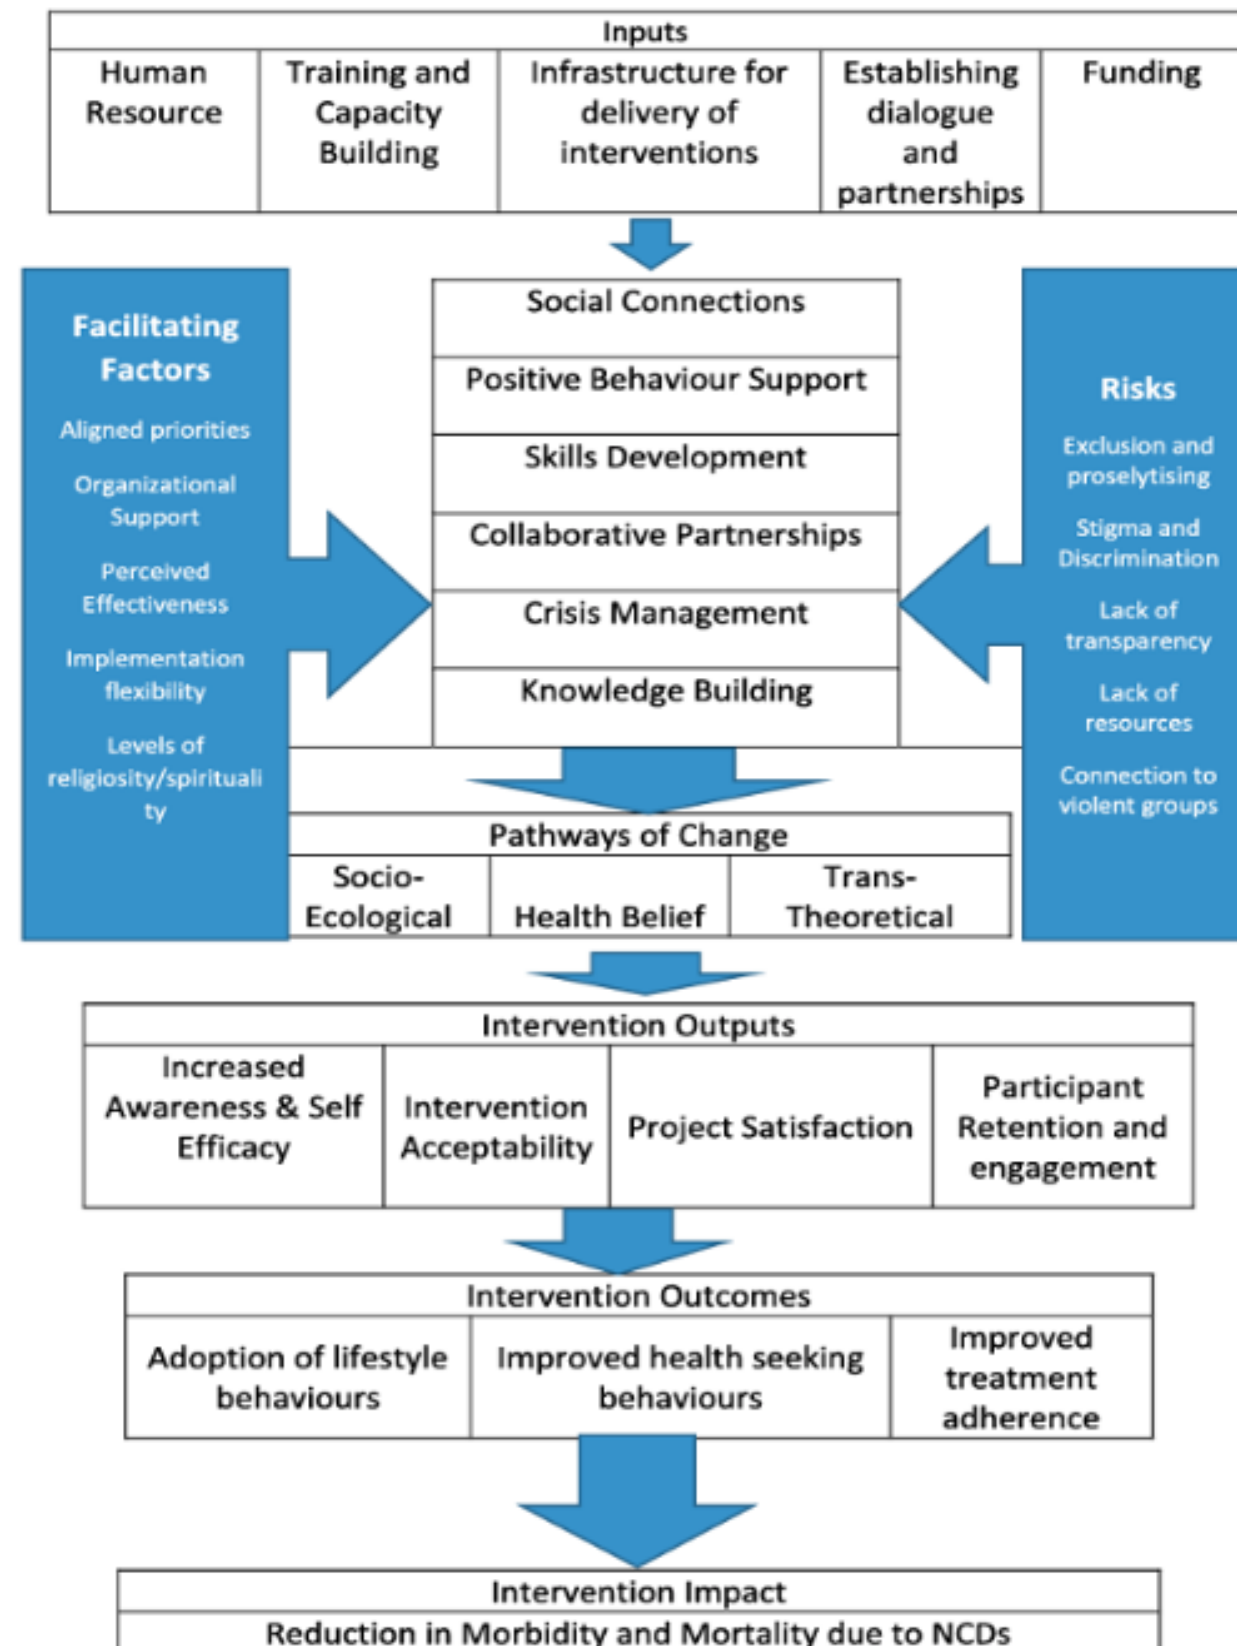 Inputs
Human
Resource
Training and
Capacity
Building
Infrastructure for
delivery of
interventions
Establishing
dialogue
and
partnerships
Funding
Facilitating
Factors
Aligned priorities
Organizational
Support
Perceived
Effectiveness
Implementation
flexibility
Levels of
religiosity/spirituali
ty
Social Connections
Positive Behaviour Support
Skills Development
Collaborative Partnerships
Crisis Management
Knowledge Building
Risks
Exclusion and
proselytising
Stigma and
Discrimination
Lack of
transparency
Lack of
resources
Connection to
violent groups
Pathways of Change
Socio-
Ecological
Health Belief
Trans-
Theoretical
Intervention Outputs
Increased
Awareness & Self
Efficacy
Intervention
Acceptability
Project Satisfaction
Participant
Retention and
engagement
Intervention Outcomes
Adoption of lifestyle
behaviours
Improved health seeking
behaviours
Improved
treatment
adherence
Intervention Impact
Reduction in Morbidity and Mortality due to NCDs